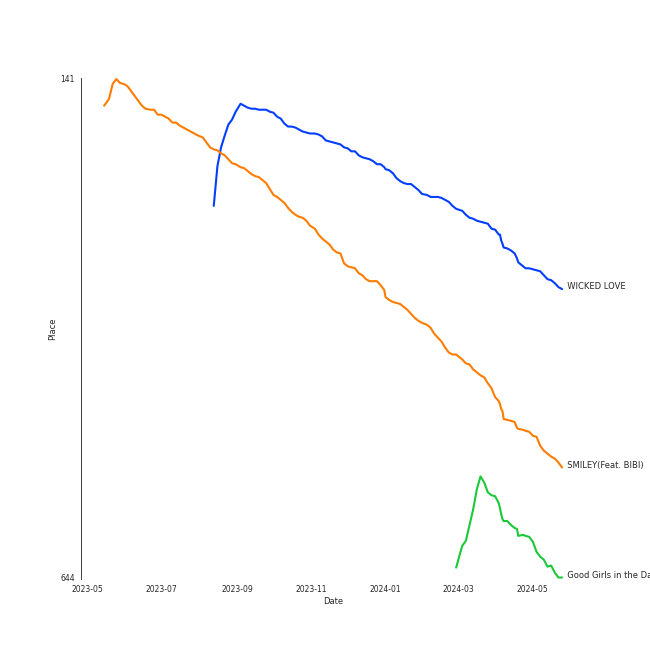 141
WICKED LOVE
Place
SMILEY(Feat. BIBI)
Good Girls in the Da
644
2023-05 2023-07 2023-09 2023-11 2024-01 2024-03 2024-05
Date